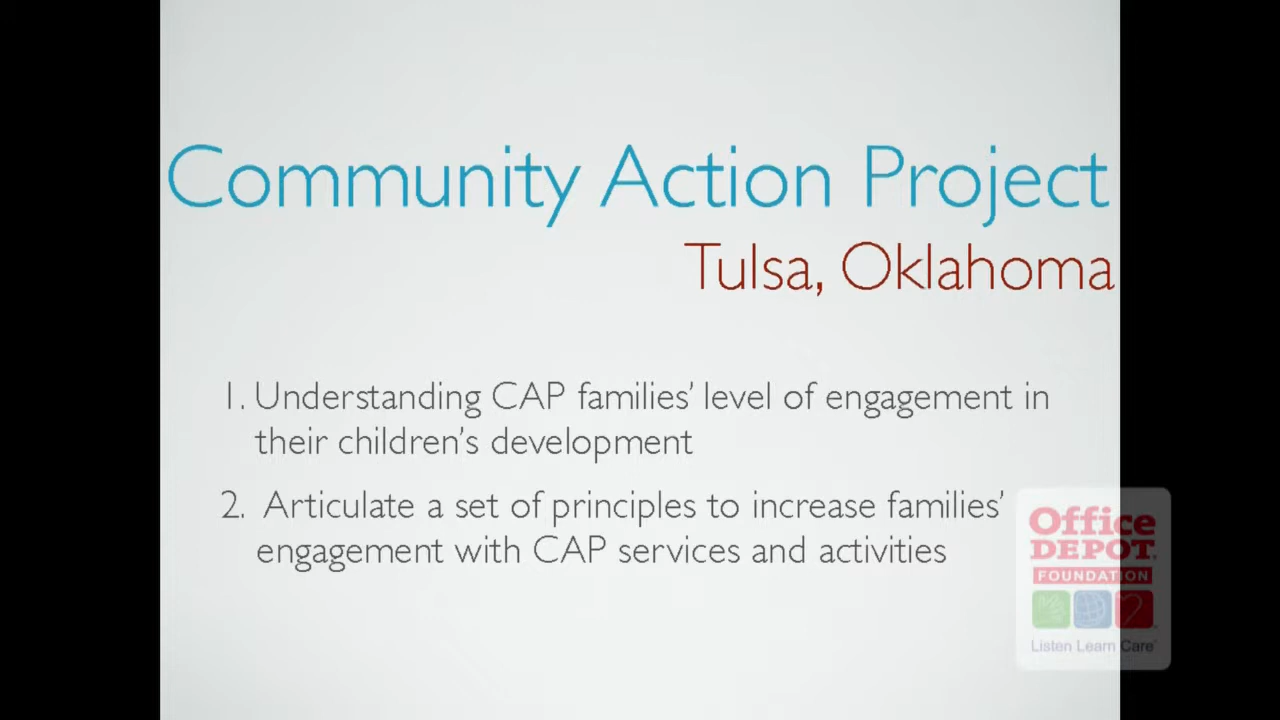 Community Action Project
Tulsa, Oklahoma
1. Understanding CAP families’ level of engagement in
their children’s development
2. Articulate a set of principles to increase families’
engagement with CAP services and activities
Office
DEPOT
FOUNDATION
Listen Learn Care